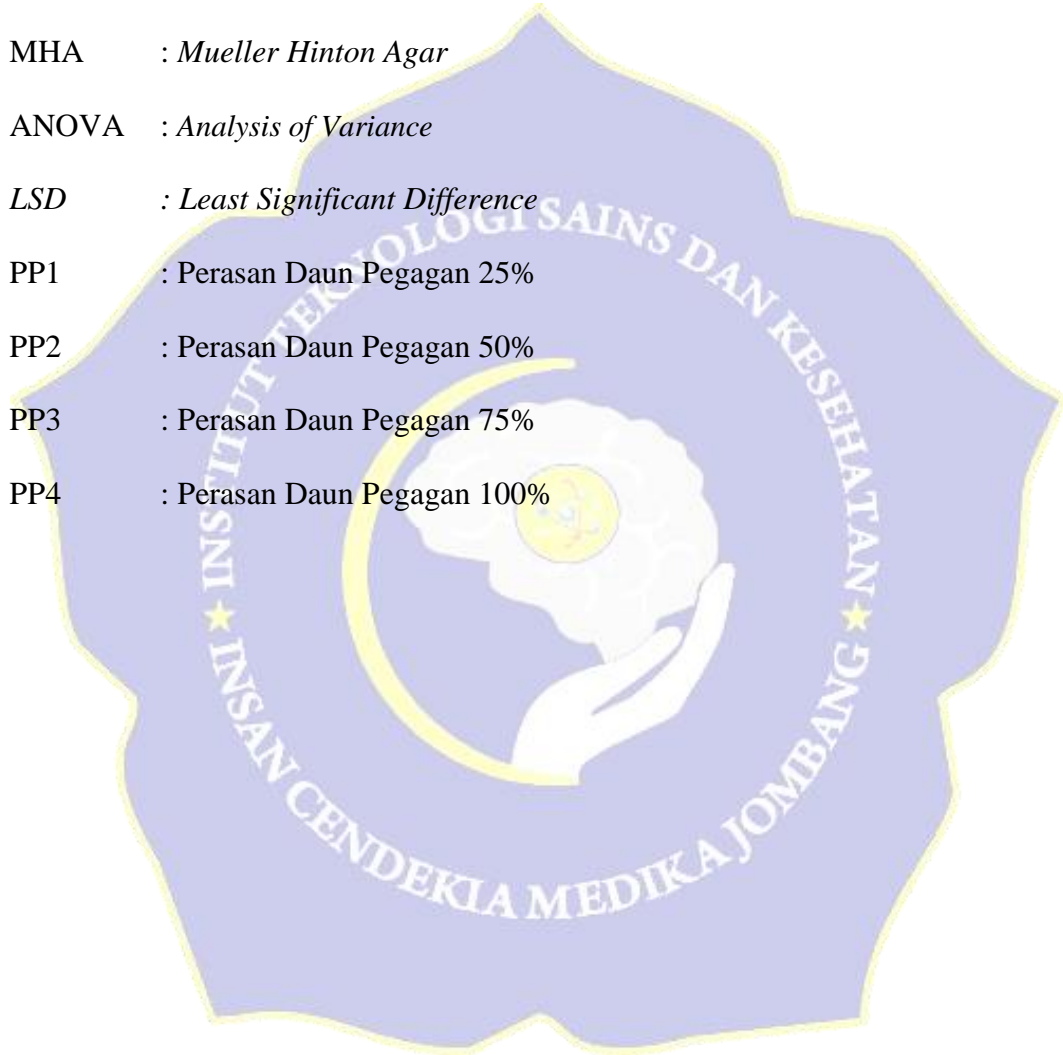 MHA : Mueller Hinton Agar
ANOVA : Analysis of Variance
LSD : Least Significant Difference
PP1 : Perasan Daun Pegagan 25%
PP2 : Perasan Daun Pegagan 50%
PP3 : Perasan Daun Pegagan 75%
PP4 : Perasan Daun Pegagan 100%
INSTITUT TEKNOLOGI SAINS DAN KESEHATAN
★ INSAN CENDEKIA MEDIKA JOMBANG ★